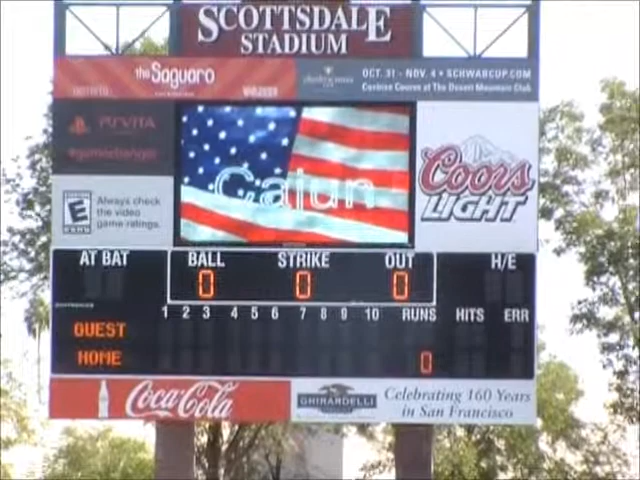 SCOTTSDALE
STADIUM
the Saguaro
OCT. 31 - NOV. 4 • SCHWABCUP.COM
Cochise Course at The Desert Mountain Club
PSVITA
#gamechanger
Cajun
Coors
LIGHT
E
Always check
the video
game ratings.
AT BAT
BALL STRIKE OUT
H/E
0 0 0
1 2 3 4 5 6 7 8 9 10 RUNS HITS ERR
GUEST
HOME 0
Coca-Cola
GHIRARDELLI
Celebrating 160 Years
in San Francisco